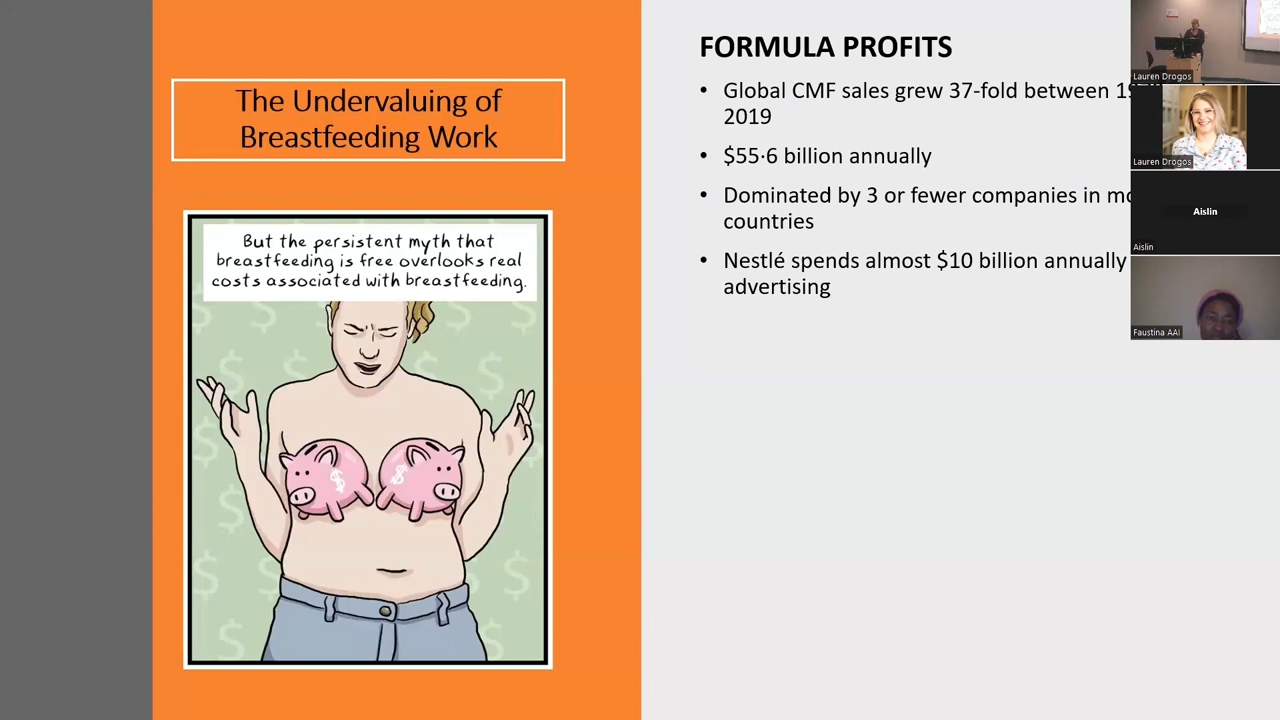 The Undervaluing of
Breastfeeding Work
But the persistent myth that
breastfeeding is free overlooks real
costs associated with breastfeeding.
$ $
FORMULA PROFITS
• Global CMF sales grew 37-fold between
2019
• $55·6 billion annually
• Dominated by 3 or fewer companies in
countries
• Nestlé spends almost $10 billion annually
advertising
Lauren Drogos
Lauren Drogos
Aislin
Aislin
Faustina AAI